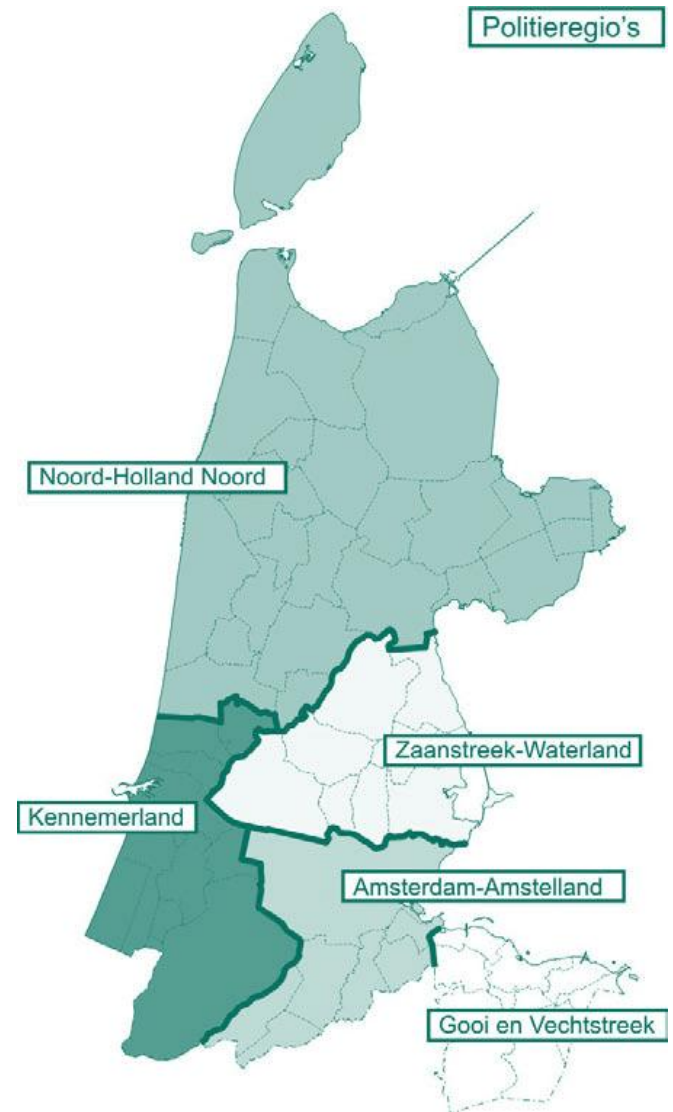 Politieregio's
Noord-Holland Noord
Zaanstreek-Waterland
Kennemerland
Amsterdam-Amstelland
Gooi en Vechtstreek